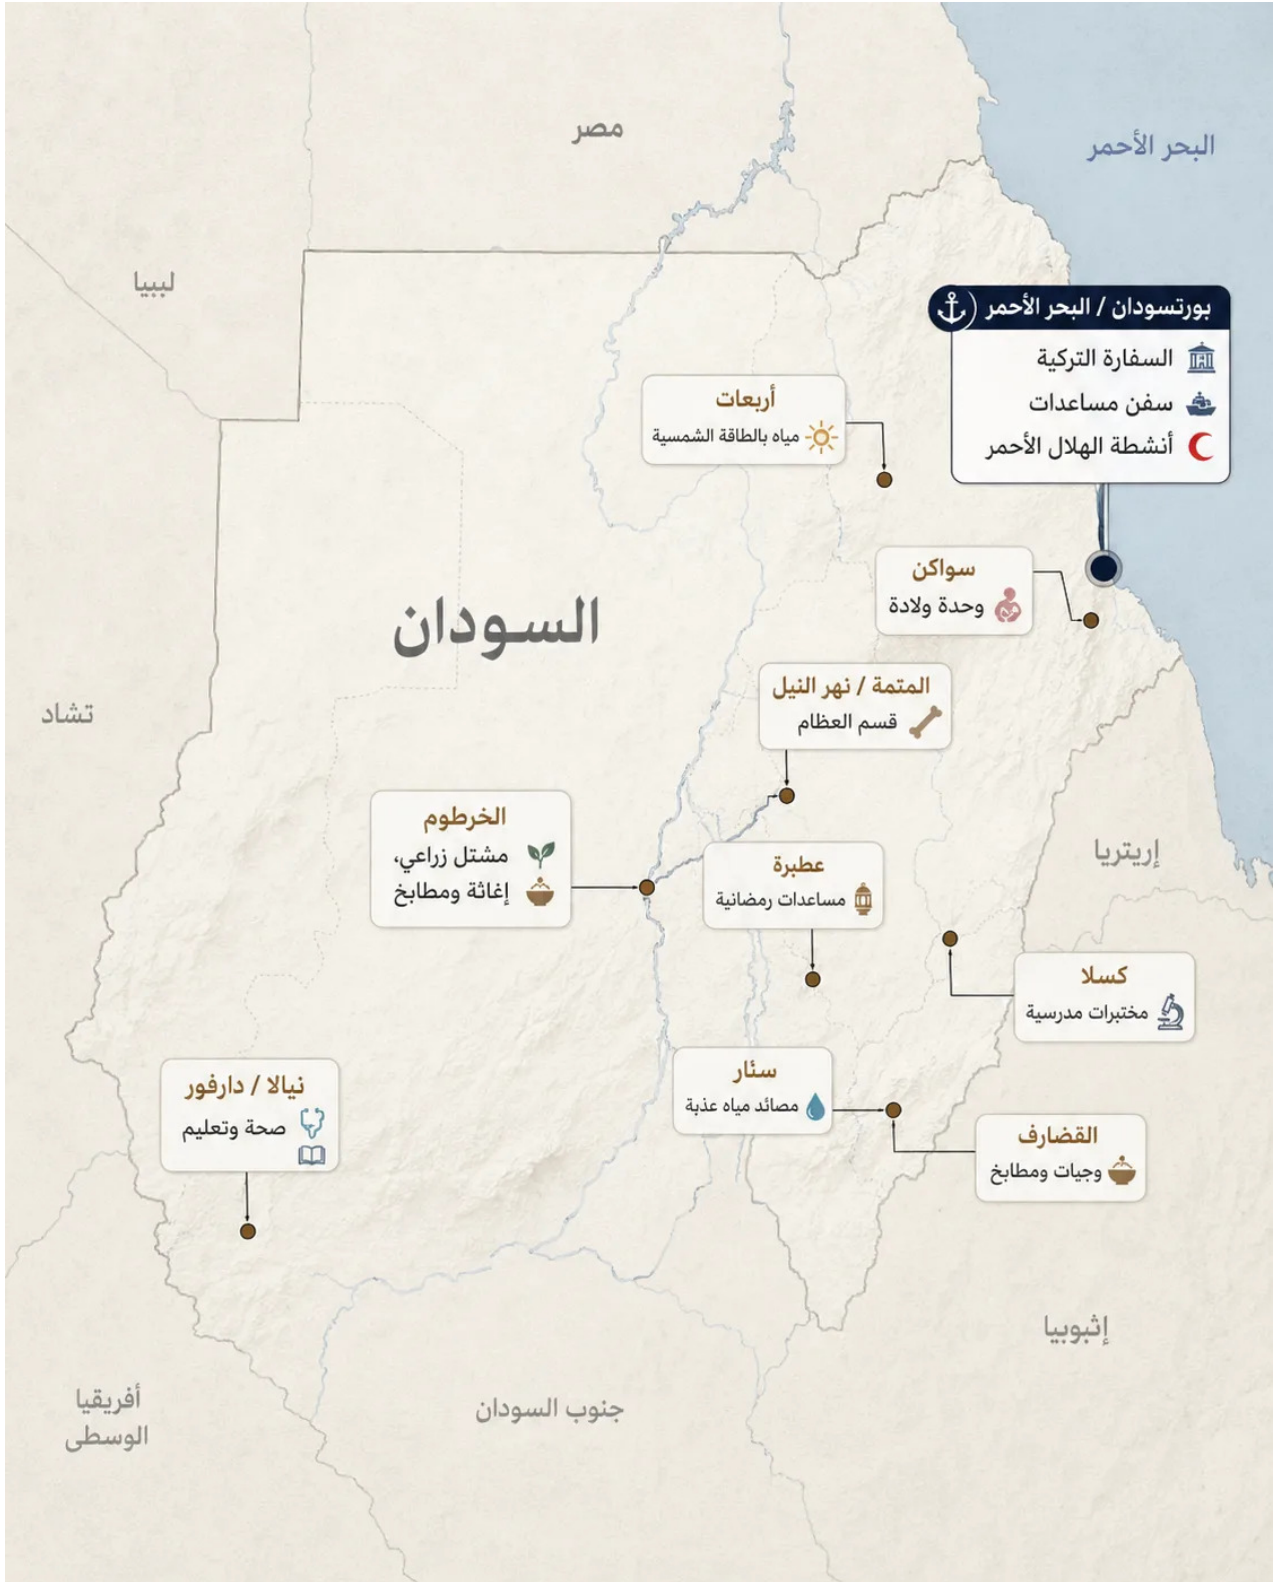 مصر
البحر الأحمر
ليبيا
بورتسودان / البحر الأحمر
السفارة التركية
سفن مساعدات
أنشطة الهلال الأحمر
أربعات
مياه بالطاقة الشمسية
سواكن
وحدة ولادة
السودان
المتمة / نهر النيل
قسم العظام
تشاد
الخرطوم
مشتل زراعي،
إغاثة ومطابخ
عطبرة
مساعدات رمضانية
إريتريا
كسلا
مختبرات مدرسية
سنار
مصائد مياه عذبة
نيالا / دارفور
صحة وتعليم
القضارف
وجبات ومطابخ
إثيوبيا
أفريقيا
الوسطى
جنوب السودان